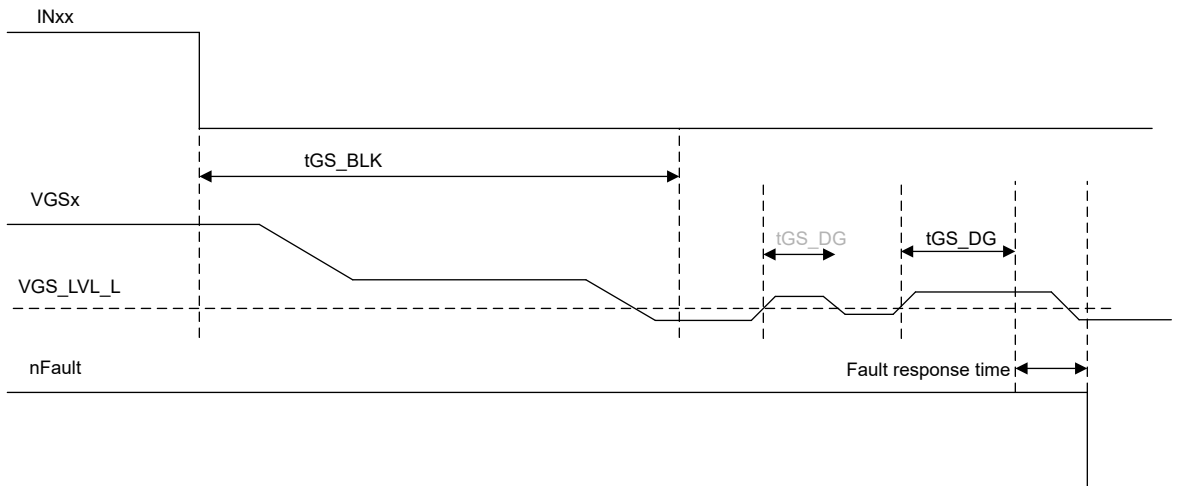 INxx
tGS_BLK
VGSx
tGS_DG
tGS_DG
VGS_LVL_L
nFault
Fault response time